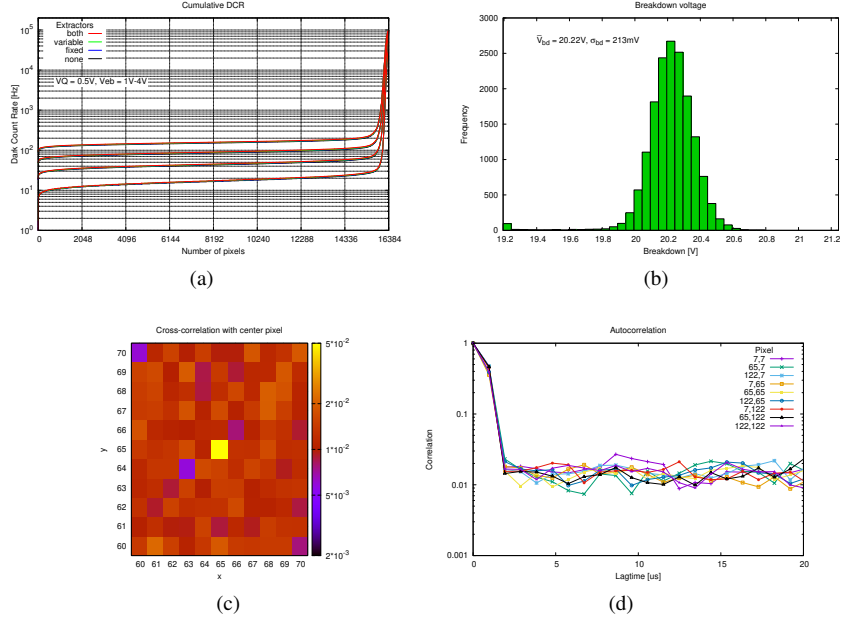 Cumulative DCR
Dark Count Rate [Hz]
10^5
10^4
10^3
10^2
10^1
10^0
Extractors
both
variable
fixed
none
VQ = 0.5V, Veb = 1V-4V
0 2048 4096 6144 8192 10240 12288 14336 16384
Number of pixels
(a)
Breakdown voltage
Frequency
3000
2500
2000
1500
1000
500
0
V̅_bd = 20.22V, σ_bd = 213mV
19.2 19.4 19.6 19.8 20 20.2 20.4 20.6 20.8 21 21.2
Breakdown [V]
(b)
Cross-correlation with center pixel
y
70
69
68
67
66
65
64
63
62
61
60
60 61 62 63 64 65 66 67 68 69 70
x
5*10^-2
2*10^-2
1*10^-2
5*10^-3
2*10^-3
(c)
Autocorrelation
Correlation
1
0.1
0.01
0.001
Pixel
7,7
65,7
122,7
7,65
65,65
122,65
7,122
65,122
122,122
0 5 10 15 20
Lagtime [us]
(d)